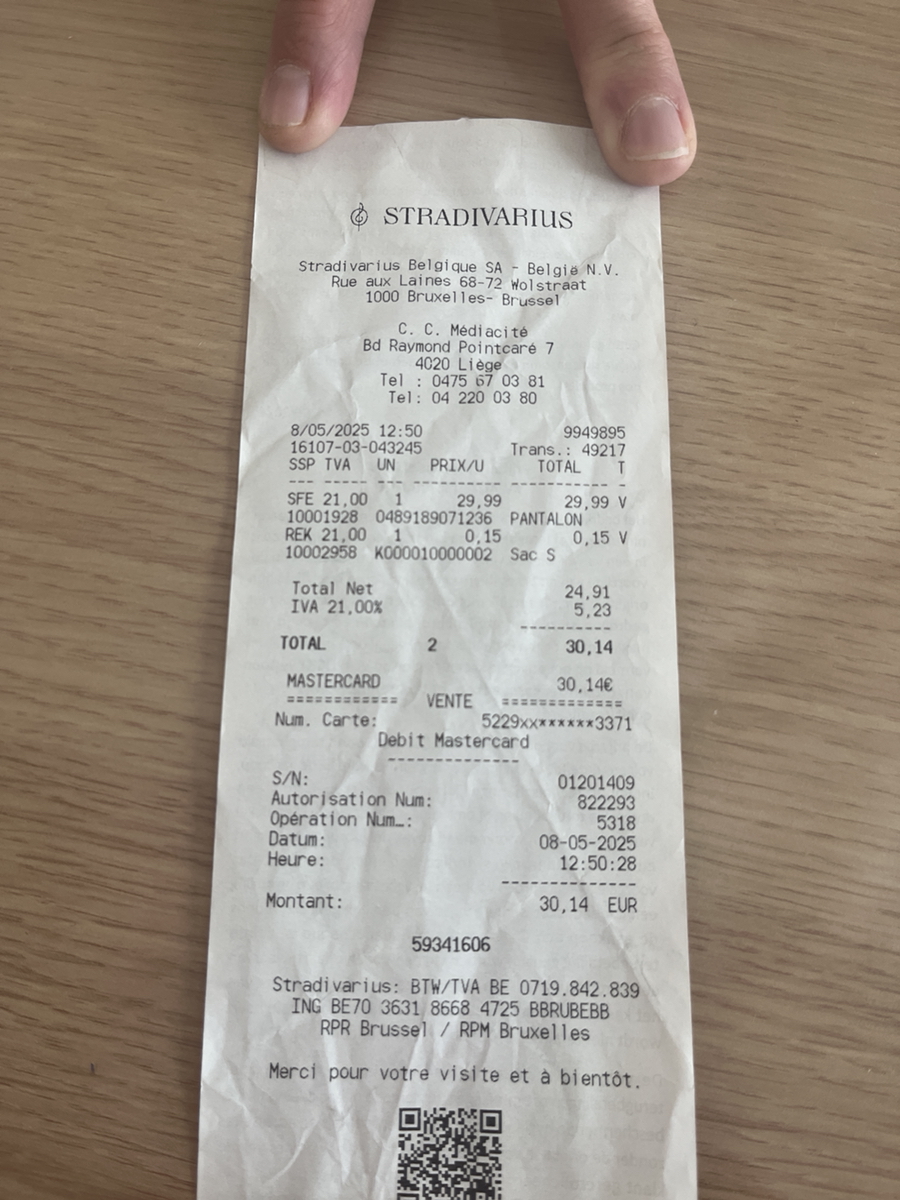 STRADIVARIUS
Stradivarius Belgique SA - België N.V.
Rue aux Laines 68-72 Wolstraat
1000 Bruxelles- Brussel
C. C. Médiacité
Bd Raymond Pointcaré 7
4020 Liège
Tel : 0475 67 03 81
Tel: 04 220 03 80
8/05/2025 12:50 9949895
16107-03-043245 Trans.: 49217
SSP TVA UN PRIX/U TOTAL T
--- ----- --- ---------- ----------- -
SFE 21,00 1 29,99 29,99 V
10001928 0489189071236 PANTALON
REK 21,00 1 0,15 0,15 V
10002958 K000010000002 Sac S
Total Net 24,91
IVA 21,00% 5,23
----------
TOTAL 2 30,14
MASTERCARD 30,14€
============ VENTE =============
Num. Carte: 5229xx******3371
Debit Mastercard
--------------
S/N: 01201409
Autorisation Num: 822293
Opération Num…: 5318
Datum: 08-05-2025
Heure: 12:50:28
--------------
Montant: 30,14 EUR
59341606
Stradivarius: BTW/TVA BE 0719.842.839
ING BE70 3631 8668 4725 BBRUBEBB
RPR Brussel / RPM Bruxelles
Merci pour votre visite et à bientôt.